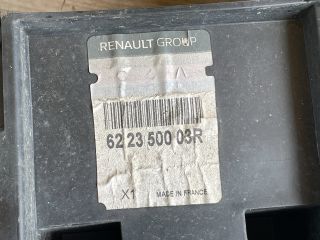 RENAULT GROUP
62 23 500 03R
X1 MADE IN FRANCE